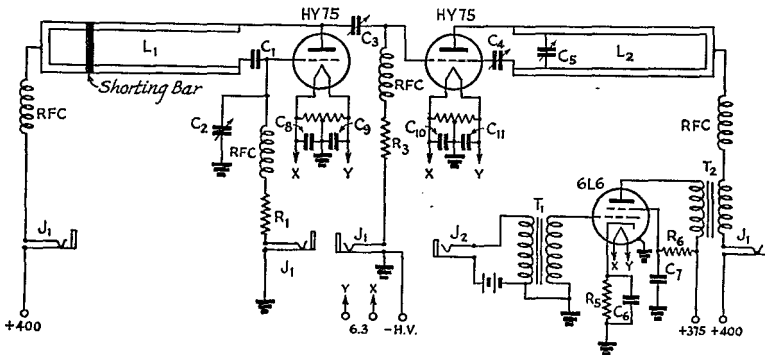 HY75
HY75
C3
C4
C5
L1
L2
C1
Shorting Bar
RFC
RFC
RFC
C2
C8
C9
C10
C11
R3
RFC
X
Y
X
Y
6L6
T1
T2
R1
J1
J1
J1
J2
X Y
R6
J1
C7
R5
C6
Y
X
+400
6.3
-H.V.
+375
+400